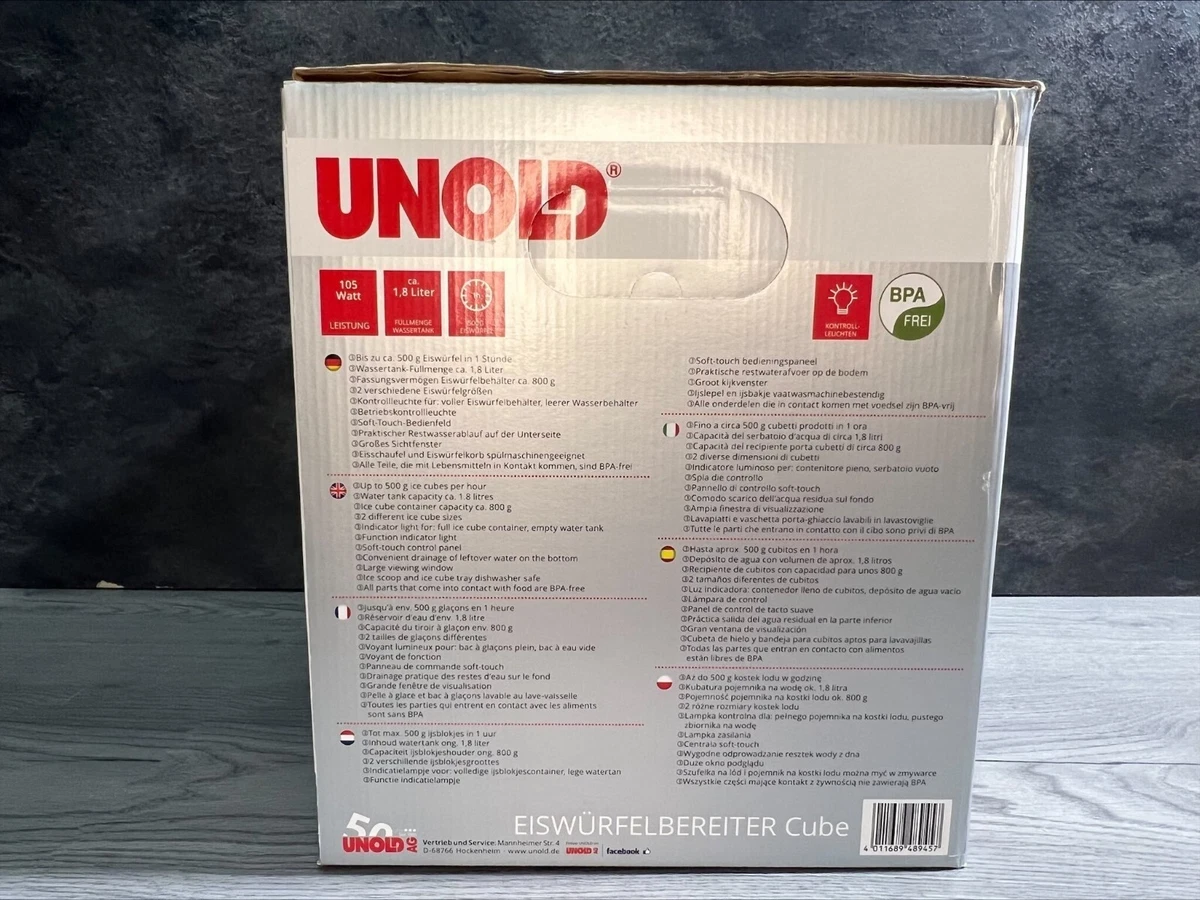 UNOLD®
105
Watt
LEISTUNG
ca.
1,8 Liter
FÜLLMENGE
WASSERTANK
EISWÜRFEL
KONTROLL-
LEUCHTEN
BPA
FREI
①Bis zu ca. 500 g Eiswürfel in 1 Stunde
②Wassertank-Füllmenge ca. 1,8 Liter
③Fassungsvermögen Eiswürfelbehälter ca. 800 g
④2 verschiedene Eiswürfelgrößen
⑤Kontrollleuchte für: voller Eiswürfelbehälter, leerer Wasserbehälter
⑥Betriebskontrollleuchte
⑦Soft-Touch-Bedienfeld
⑧Praktischer Restwasserablauf auf der Unterseite
⑨Großes Sichtfenster
⑩Eisschaufel und Eiswürfelkorb spülmaschinengeeignet
⑪Alle Teile, die mit Lebensmitteln in Kontakt kommen, sind BPA-frei
Up to 500 g ice cubes per hour
Water tank capacity ca. 1.8 litres
Ice cube container capacity ca. 800 g
2 different ice cube sizes
Indicator light for: full ice cube container, empty water tank
Function indicator light
Soft-touch control panel
Convenient drainage of leftover water on the bottom
Large viewing window
Ice scoop and ice cube tray dishwasher safe
All parts that come into contact with food are BPA-free
Jusqu'à env. 500 g glaçons en 1 heure
Réservoir d'eau d'env. 1,8 litre
Capacité du tiroir à glaçon env. 800 g
2 tailles de glaçons différentes
Voyant lumineux pour: bac à glaçons plein, bac à eau vide
Voyant de fonction
Panneau de commande soft-touch
Drainage pratique des restes d'eau sur le fond
Grande fenêtre de visualisation
Pelle à glace et bac à glaçons lavable au lave-vaisselle
Toutes les parties qui entrent en contact avec les aliments
sont sans BPA
Tot max. 500 g ijsblokjes in 1 uur
Inhoud watertank ong. 1,8 liter
Capaciteit ijsblokjeshouder ong. 800 g
2 verschillende ijsblokjesgroottes
Indicatielampje voor: volledige ijsblokjescontainer, lege watertan
Functie indicatielampje
Soft-touch bedieningspaneel
Praktische restwaterafvoer op de bodem
Groot kijkvenster
Ijslepel en ijsbakje vaatwasmachinebestendig
Alle onderdelen die in contact komen met voedsel zijn BPA-vrij
Fino a circa 500 g cubetti prodotti in 1 ora
Capacità del serbatoio d'acqua di circa 1,8 litri
Capacità del recipiente porta cubetti di circa 800 g
2 diverse dimensioni di cubetti
Indicatore luminoso per: contenitore pieno, serbatoio vuoto
Spia die controllo
Pannello di controllo soft-touch
Comodo scarico dell'acqua residua sul fondo
Ampia finestra di visualizzazione
Lavapiatti e vaschetta porta-ghiaccio lavabili in lavastoviglie
Tutte le parti che entrano in contatto con il cibo sono privi di BPA
Hasta aprox. 500 g cubitos en 1 hora
Depósito de agua con volumen de aprox. 1,8 litros
Recipiente de cubitos con capacidad para unos 800 g
2 tamaños diferentes de cubitos
Luz indicadora: contenedor lleno de cubitos, depósito de agua vacío
Lámpara de control
Panel de control de tacto suave
Práctica salida del agua residual en la parte inferior
Gran ventana de visualización
Cubeta de hielo y bandeja para cubitos aptos para lavavajillas
Todas las partes que entran en contacto con alimentos
están libres de BPA
Aż do 500 g kostek lodu w godzinę
Kubatura pojemnika na wodę ok. 1,8 litra
Pojemność pojemnika na kostki lodu ok. 800 g
2 różne rozmiary kostek lodu
Lampka kontrolna dla: pełnego pojemnika na kostki lodu, pustego
zbiornika na wodę
Lampka zasilania
Centrala soft-touch
Wygodne odprowadzanie resztek wody z dna
Duże okno podglądu
Szufelka na lód i pojemnik na kostki lodu można myć w zmywarce
Wszystkie części mające kontakt z żywnością nie zawierają BPA
50
UNOLD AG
Vertrieb und Service: Mannheimer Str. 4
D-68766 Hockenheim · www.unold.de
UNOLD
facebook
EISWÜRFELBEREITER Cube
4 011689 489457